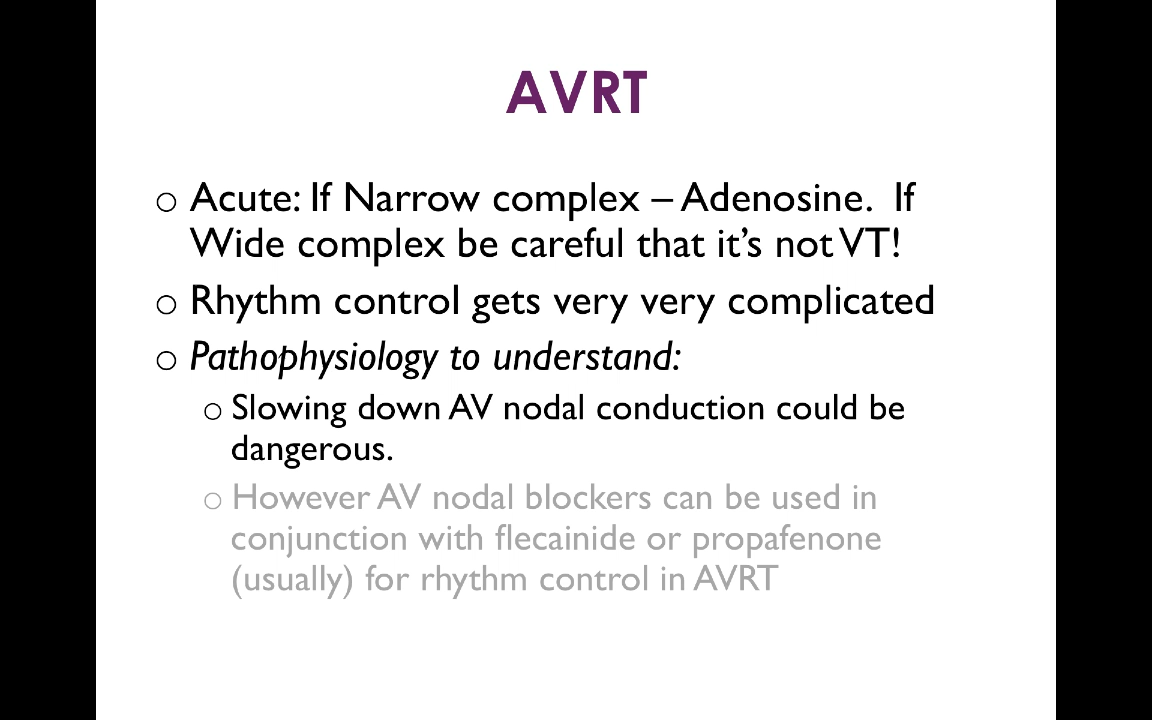 AVRT
○ Acute: If Narrow complex – Adenosine. If
Wide complex be careful that it’s not VT!
○ Rhythm control gets very very complicated
○ Pathophysiology to understand:
○ Slowing down AV nodal conduction could be
dangerous.
○ However AV nodal blockers can be used in
conjunction with flecainide or propafenone
(usually) for rhythm control in AVRT